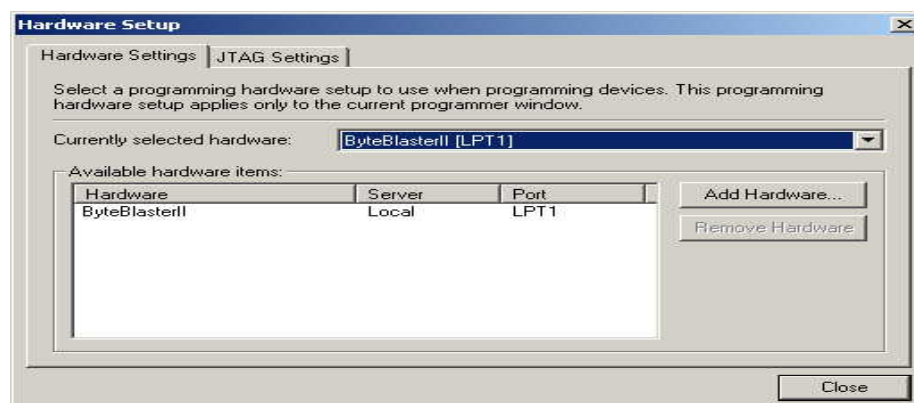 Hardware Setup
Hardware Settings JTAG Settings
Select a programming hardware setup to use when programming devices. This programming
hardware setup applies only to the current programmer window.
Currently selected hardware: ByteBlasterII [LPT1]
Available hardware items:
Hardware Server Port
ByteBlasterII Local LPT1
Add Hardware...
Remove Hardware
Close